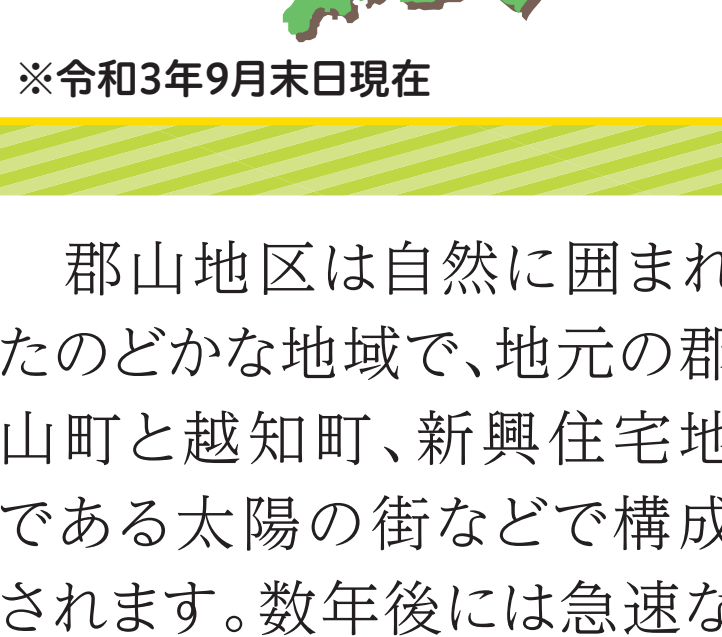 ※令和3年9月末日現在
郡山地区は自然に囲まれ
たのどかな地域で、地元の郡
山町と越知町、新興住宅地
である太陽の街などで構成
されます。数年後には急速な